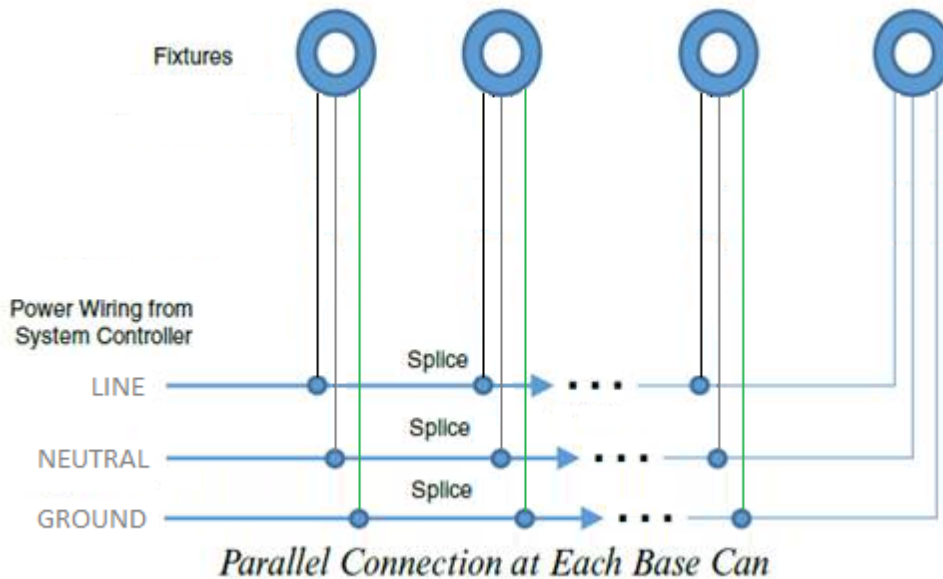 Fixtures
Power Wiring from
System Controller
Splice
LINE
Splice
NEUTRAL
Splice
GROUND
Parallel Connection at Each Base Can